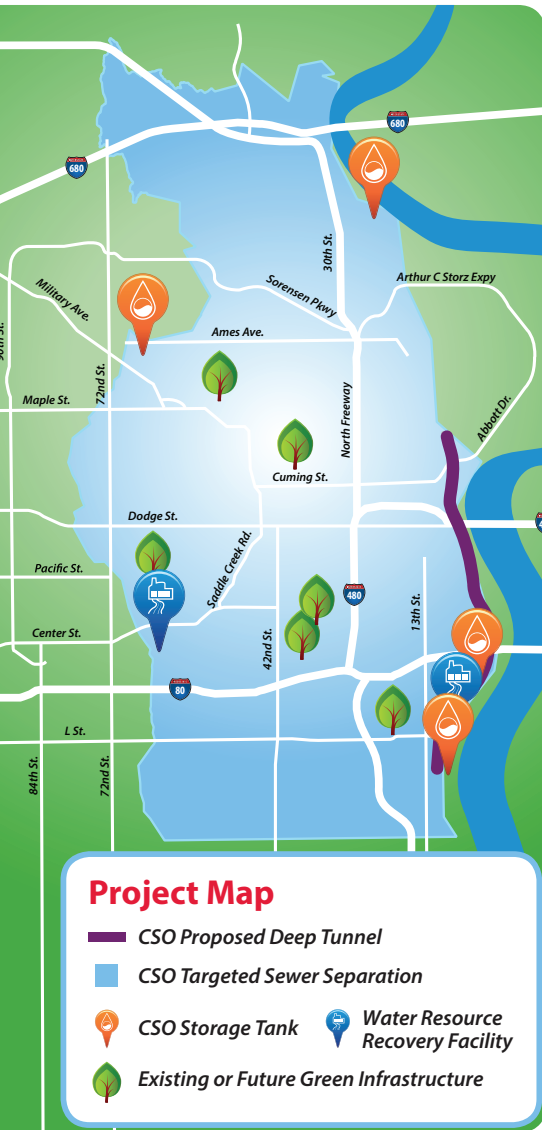 680
680
30th St.
Arthur C Storz Expy
Military Ave.
Sorensen Pkwy
Ames Ave.
72nd St.
Maple St.
North Freeway
Abbott Dr.
Cuming St.
Dodge St.
Saddle Creek Rd.
Pacific St.
480
13th St.
Center St.
42nd St.
80
L St.
84th St.
72nd St.
Project Map
CSO Proposed Deep Tunnel
CSO Targeted Sewer Separation
CSO Storage Tank
Water Resource
Recovery Facility
Existing or Future Green Infrastructure